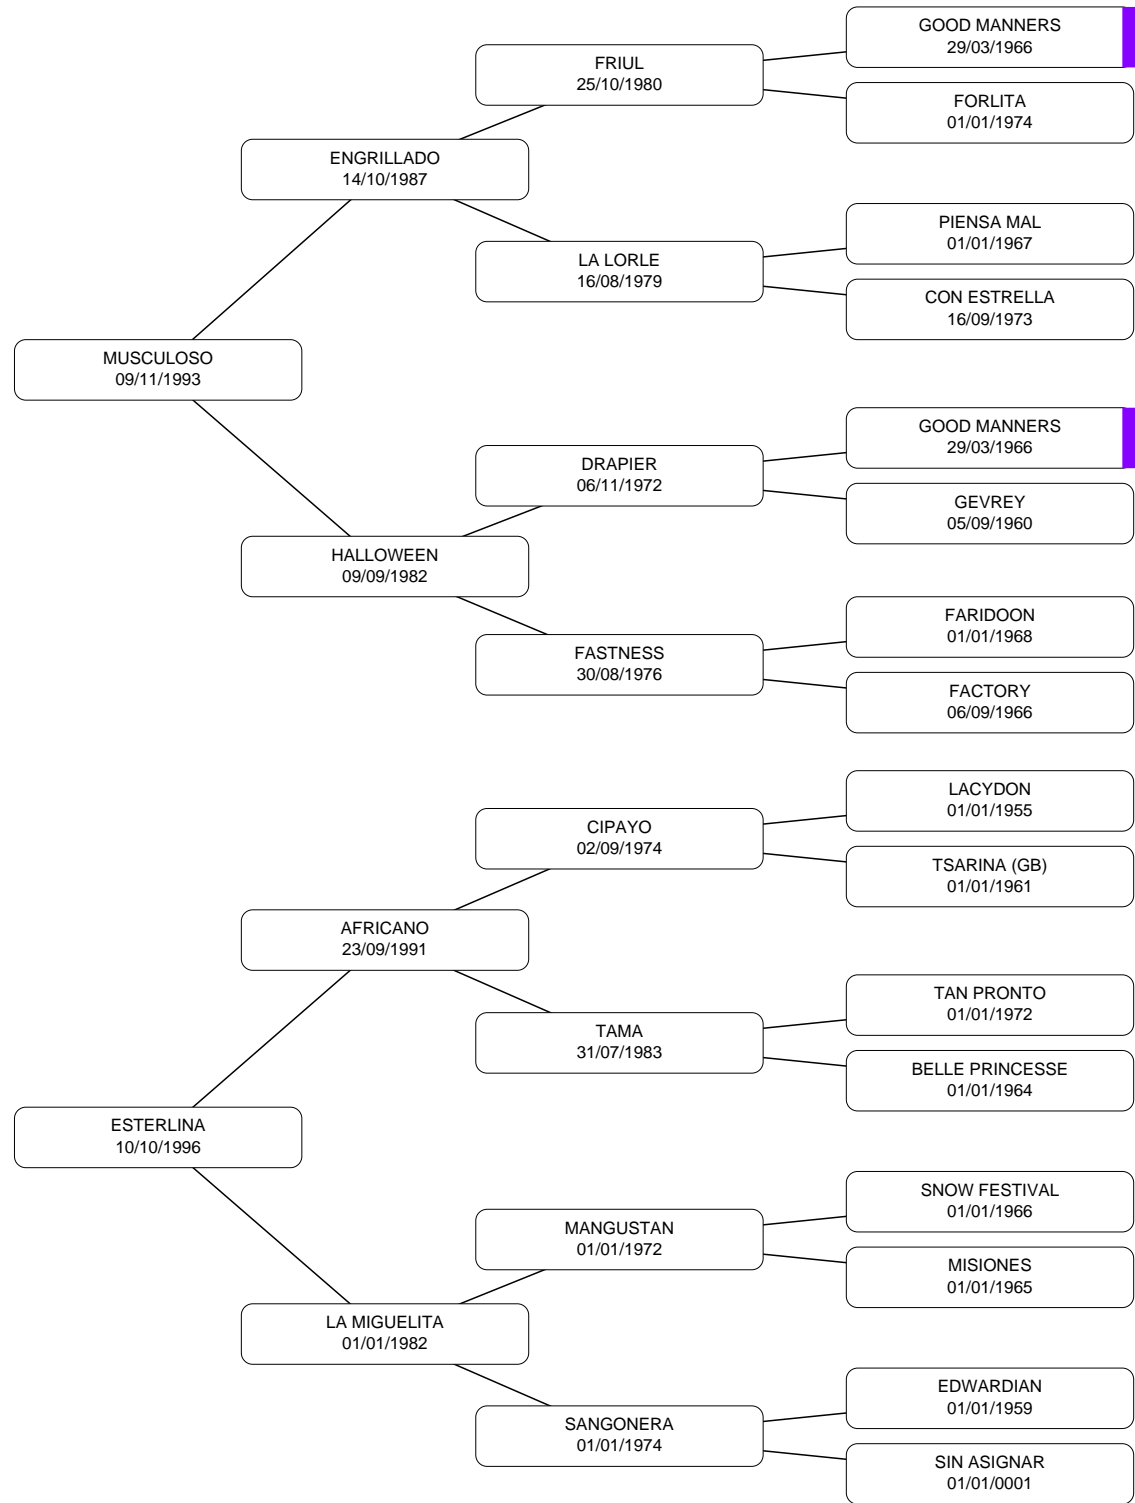 GOOD MANNERS
29/03/1966
FRIUL
25/10/1980
FORLITA
01/01/1974
ENGRILLADO
14/10/1987
PIENSA MAL
01/01/1967
LA LORLE
16/08/1979
CON ESTRELLA
16/09/1973
MUSCULOSO
09/11/1993
GOOD MANNERS
29/03/1966
DRAPIER
06/11/1972
GEVREY
05/09/1960
HALLOWEEN
09/09/1982
FARIDOON
01/01/1968
FASTNESS
30/08/1976
FACTORY
06/09/1966
LACYDON
01/01/1955
CIPAYO
02/09/1974
TSARINA (GB)
01/01/1961
AFRICANO
23/09/1991
TAN PRONTO
01/01/1972
TAMA
31/07/1983
BELLE PRINCESSE
01/01/1964
ESTERLINA
10/10/1996
SNOW FESTIVAL
01/01/1966
MANGUSTAN
01/01/1972
MISIONES
01/01/1965
LA MIGUELITA
01/01/1982
EDWARDIAN
01/01/1959
SANGONERA
01/01/1974
SIN ASIGNAR
01/01/0001